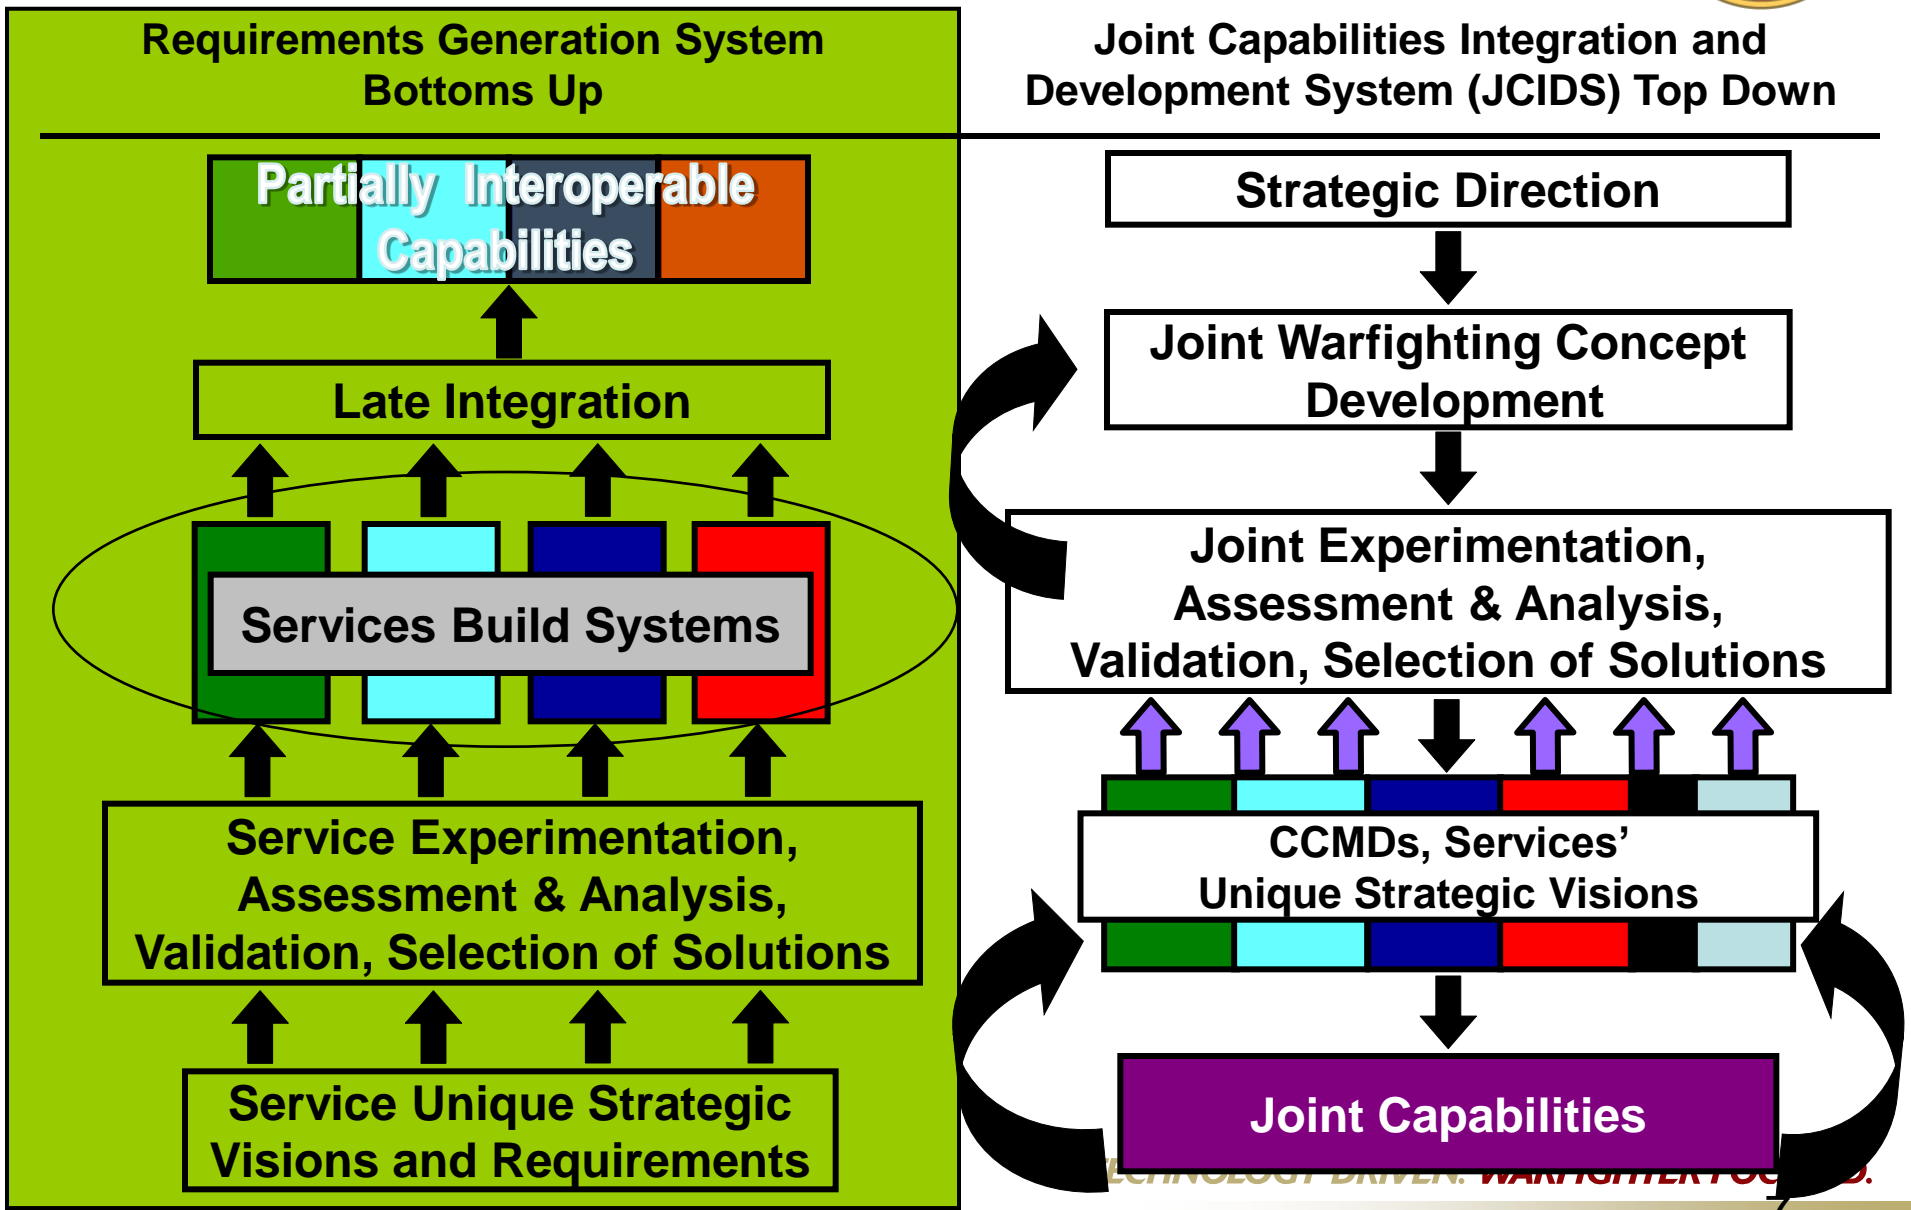 Requirements Generation System
Bottoms Up
Partially Interoperable
Capabilities
Late Integration
Services Build Systems
Service Experimentation,
Assessment & Analysis,
Validation, Selection of Solutions
Service Unique Strategic
Visions and Requirements
Joint Capabilities Integration and
Development System (JCIDS) Top Down
Strategic Direction
Joint Warfighting Concept
Development
Joint Experimentation,
Assessment & Analysis,
Validation, Selection of Solutions
CCMDs, Services’
Unique Strategic Visions
Joint Capabilities
DRIVEN. WARFIGHTER